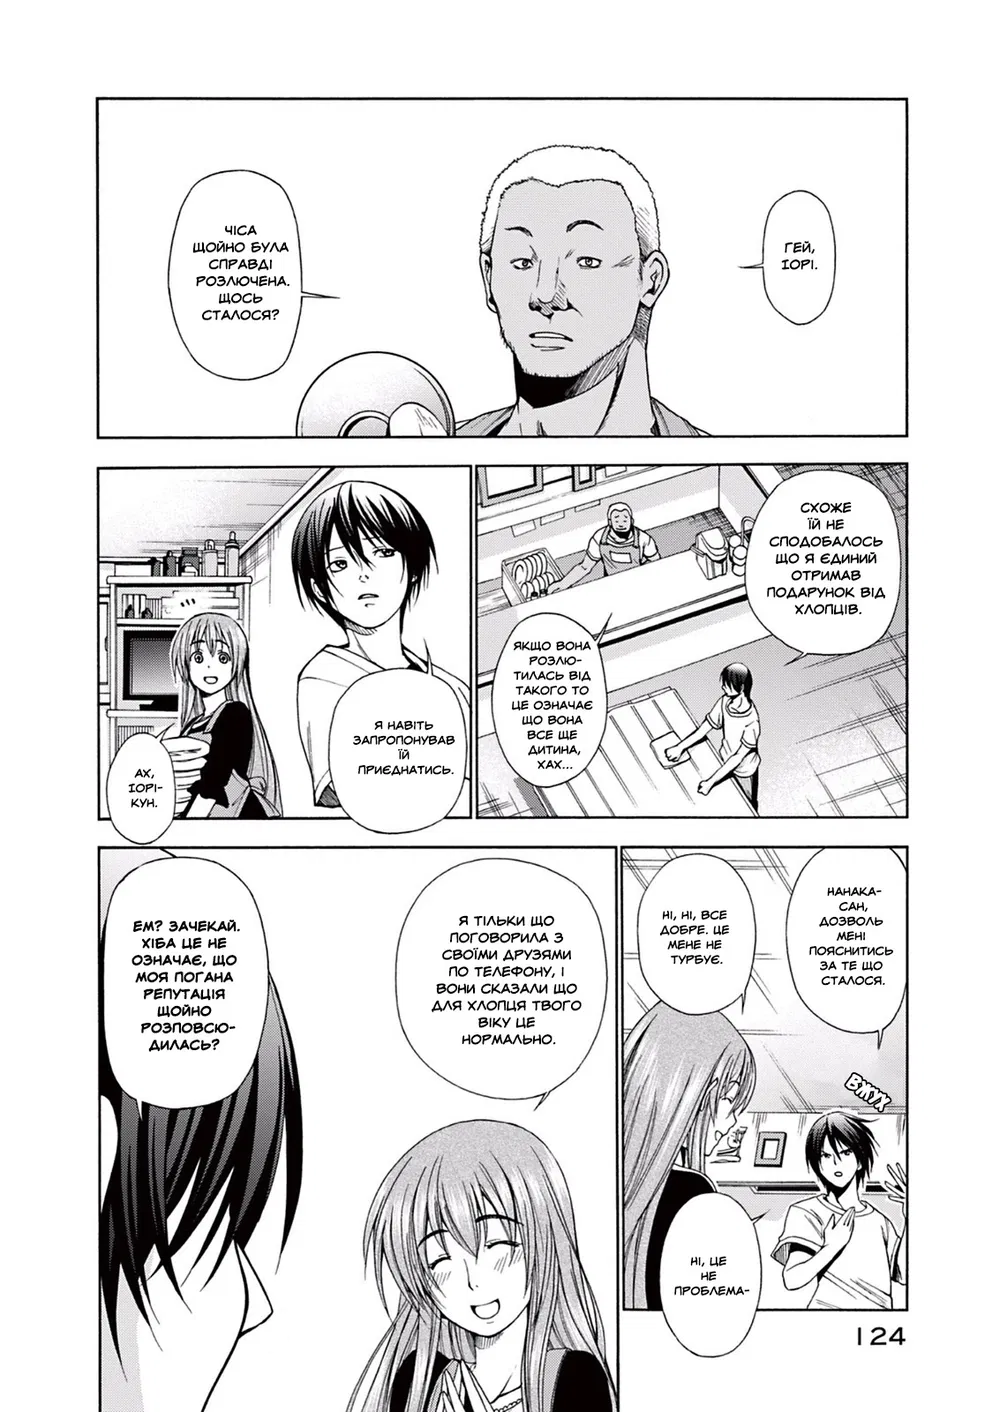 ГЕЙ,
ІОРІ.
ЧІСА
ЩОЙНО БУЛА
СПРАВДІ
РОЗЛЮЧЕНА.
ЩОСЬ
СТАЛОСЯ?
СХОЖЕ
ЇЙ НЕ
СПОДОБАЛОСЬ
ЩО Я ЄДИНИЙ
ОТРИМАВ
ПОДАРУНОК ВІД
ХЛОПЦІВ.
ЯКЩО ВОНА
РОЗЛЮ-
ТИЛАСЬ ВІД
ТАКОГО ТО
ЦЕ ОЗНАЧАЄ
ЩО ВОНА
ВСЕ ЩЕ
ДИТИНА,
ХАХ...
Я НАВІТЬ
ЗАПРОПОНУВАВ
ЇЙ
ПРИЄДНАТИСЬ.
АХ,
ІОРІ-
КУН.
НАНАКА-
САН,
ДОЗВОЛЬ
МЕНІ
ПОЯСНИТИСЬ
ЗА ТЕ ЩО
СТАЛОСЯ.
НІ, НІ, ВСЕ
ДОБРЕ. ЦЕ
МЕНЕ НЕ
ТУРБУЄ.
ВЖУХ
НІ, ЦЕ
НЕ
ПРОБЛЕМА-
Я ТІЛЬКИ ЩО
ПОГОВОРИЛА З
СВОЇМИ ДРУЗЯМИ
ПО ТЕЛЕФОНУ, І
ВОНИ СКАЗАЛИ ЩО
ДЛЯ ХЛОПЦЯ ТВОГО
ВІКУ ЦЕ
НОРМАЛЬНО.
ЕМ? ЗАЧЕКАЙ.
ХІБА ЦЕ НЕ
ОЗНАЧАЄ, ЩО
МОЯ ПОГАНА
РЕПУТАЦІЯ
ЩОЙНО
РОЗПОВСЮ-
ДИЛАСЬ?
124